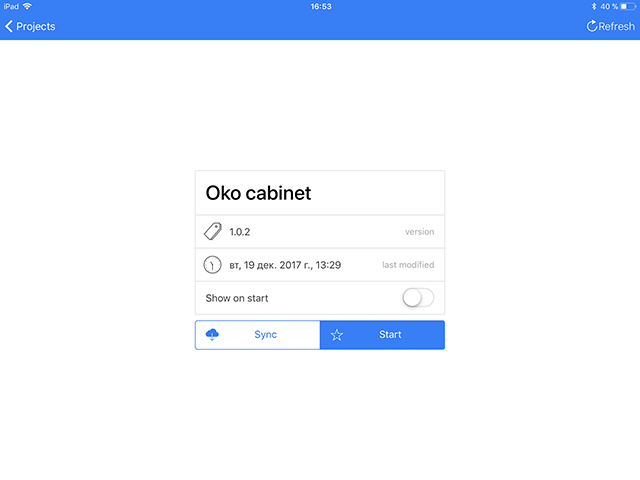 iPad 16:53 40 %
Projects Refresh
Oko cabinet
1.0.2 version
вт, 19 дек. 2017 г., 13:29 last modified
Show on start
Sync Start